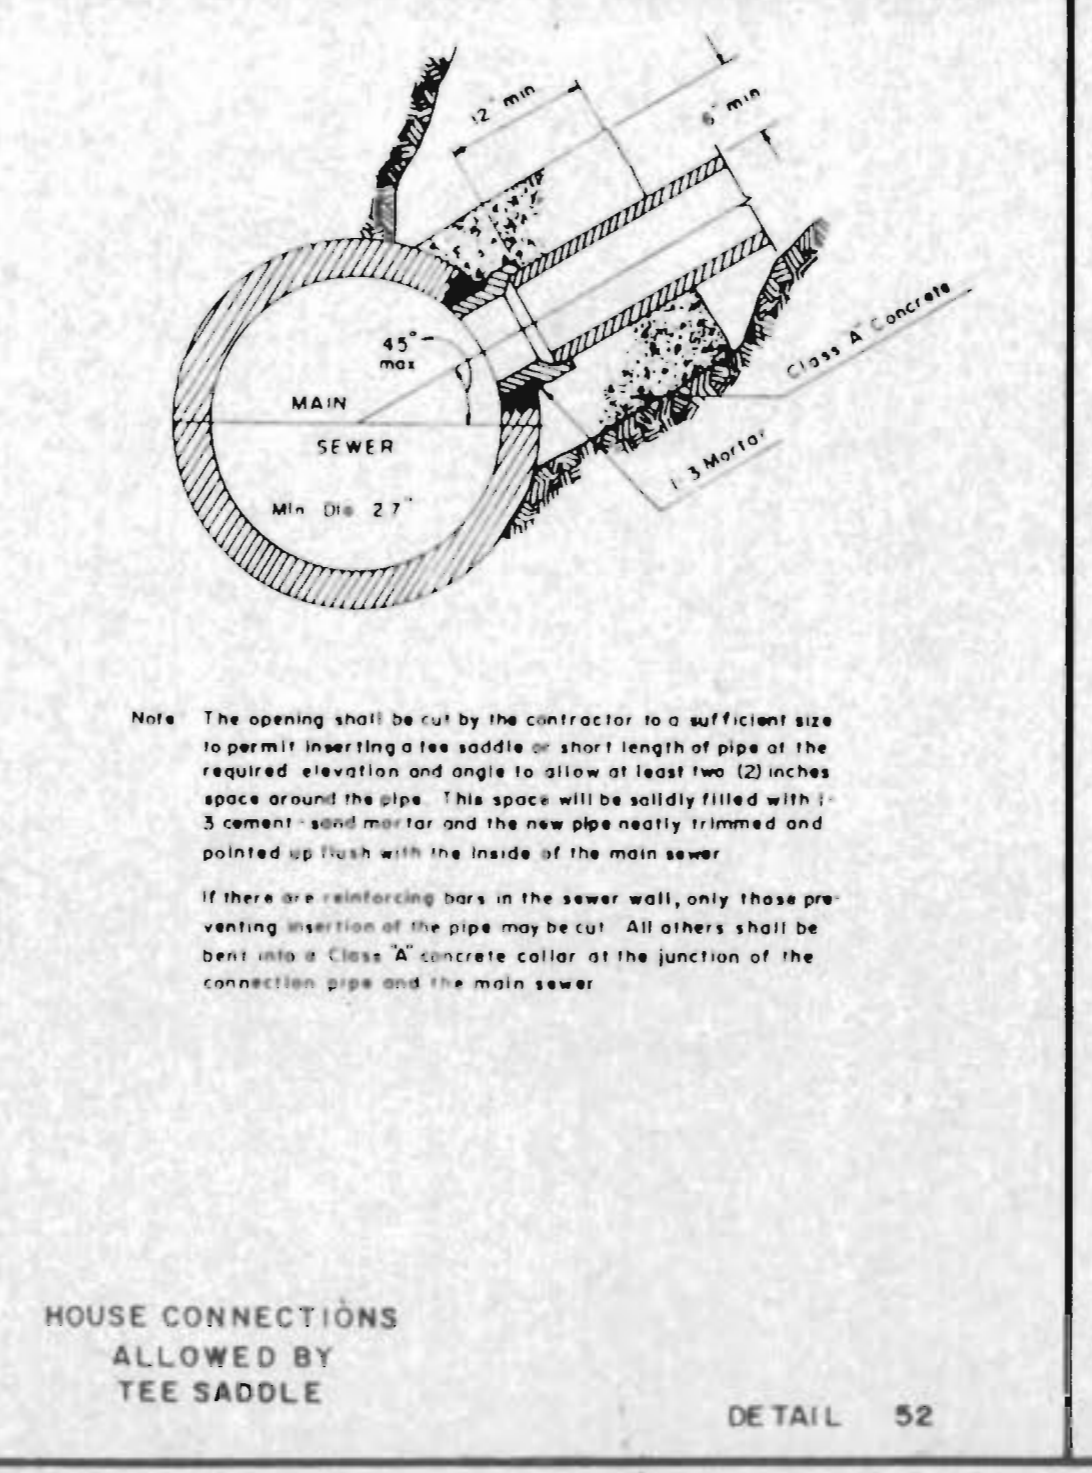 12" min
6" min
45°
max
MAIN
SEWER
Min Dia 27"
Class A" Concrete
1-3 Mortar
Note The opening shall be cut by the contractor to a sufficient size
to permit inserting a tee saddle or short length of pipe at the
required elevation and angle to allow at least two (2) inches
space around the pipe This space will be solidly filled with 1-
3 cement-sand mortar and the new pipe neatly trimmed and
pointed up flush with the inside of the main sewer
If there are reinforcing bars in the sewer wall, only those pre-
venting insertion of the pipe may be cut All others shall be
bent into a Class "A" concrete collar at the junction of the
connection pipe and the main sewer
HOUSE CONNECTIONS
ALLOWED BY
TEE SADDLE
DETAIL 52